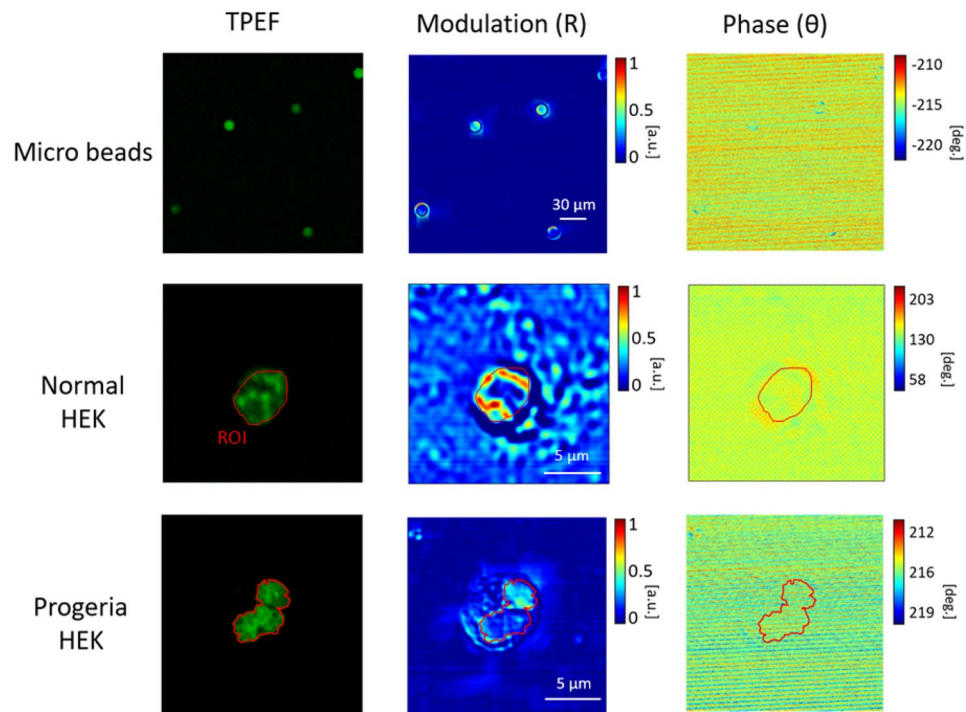 TPEF
Modulation (R)
Phase (θ)
Micro beads
1
0.5
0
[a.u.]
30 μm
-210
-215
-220
[deg.]
Normal
HEK
ROI
1
0.5
0
[a.u.]
5 μm
203
130
58
[deg.]
Progeria
HEK
1
0.5
0
[a.u.]
5 μm
212
216
219
[deg.]